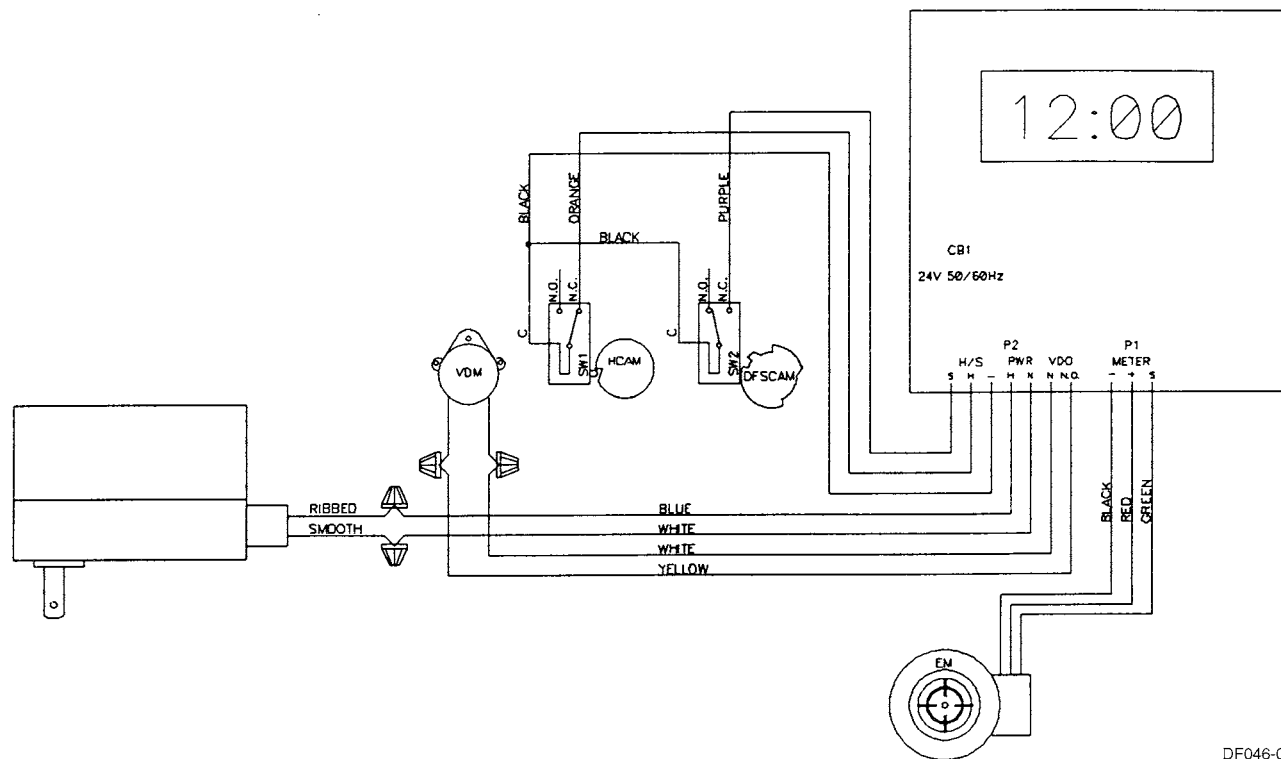 12:00
BLACK
ORANGE
PURPLE
BLACK
CB1
24V 50/60Hz
N.O.
N.C.
N.O.
N.C.
C
SW1
HCAM
C
SW2
DFSCAM
VDM
P2
P1
H/S
PWR
VDO
METER
S H – H N N N.O. – + S
RIBBED
SMOOTH
BLUE
WHITE
WHITE
YELLOW
BLACK
RED
GREEN
EM